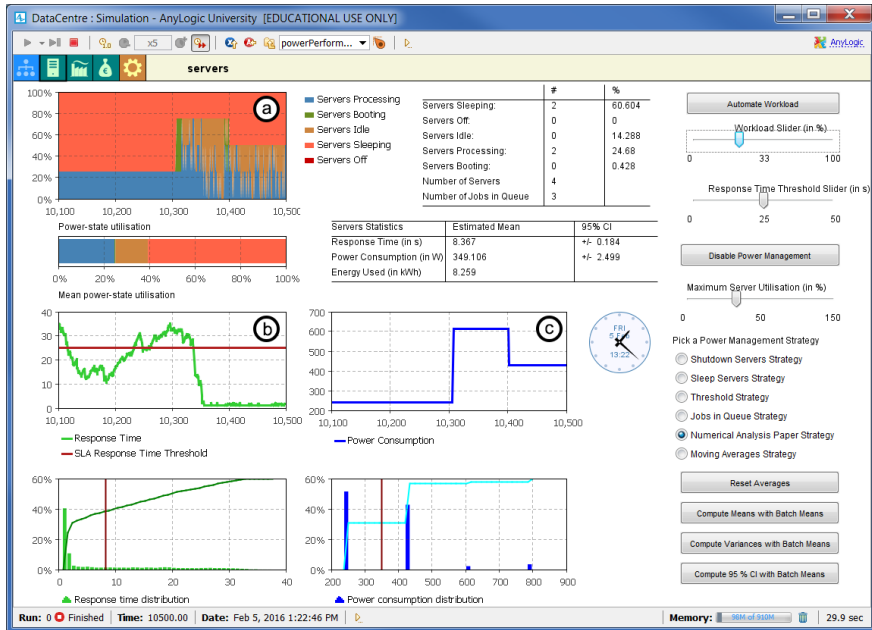 DataCentre : Simulation - AnyLogic University [EDUCATIONAL USE ONLY]
x5
powerPerform...
AnyLogic
servers
100%
80%
60%
40%
20%
0%
10,100 10,200 10,300 10,400 10,500
Power-state utilisation
a
Servers Processing
Servers Booting
Servers Idle
Servers Sleeping
Servers Off
# %
Servers Sleeping: 2 60.604
Servers Off: 0 0
Servers Idle: 0 14.288
Servers Processing: 2 24.68
Servers Booting: 0 0.428
Number of Servers 4
Number of Jobs in Queue 3
0% 20% 40% 60% 80% 100%
Mean power-state utilisation
Servers Statistics Estimated Mean 95% CI
Response Time (in s) 8.367 +/- 0.184
Power Consumption (in W) 349.106 +/- 2.499
Energy Used (in kWh) 8.259
Automate Workload
Workload Slider (in %)
0 33 100
Response Time Threshold Slider (in s)
0 25 50
Disable Power Management
Maximum Server Utilisation (in %)
0 50 150
b
40
30
20
10
0
10,100 10,200 10,300 10,400 10,500
Response Time
SLA Response Time Threshold
c
700
600
500
400
300
200
10,100 10,200 10,300 10,400 10,500
Power Consumption
FRI
13:22
Pick a Power Management Strategy
Shutdown Servers Strategy
Sleep Servers Strategy
Threshold Strategy
Jobs in Queue Strategy
Numerical Analysis Paper Strategy
Moving Averages Strategy
60%
40%
20%
0%
0 10 20 30 40
Response time distribution
60%
40%
20%
0%
200 300 400 500 600 700 800 900
Power consumption distribution
Reset Averages
Compute Means with Batch Means
Compute Variances with Batch Means
Compute 95 % CI with Batch Means
Run: 0 Finished Time: 10500.00 Date: Feb 5, 2016 1:22:46 PM Memory: 96M of 910M 29.9 sec